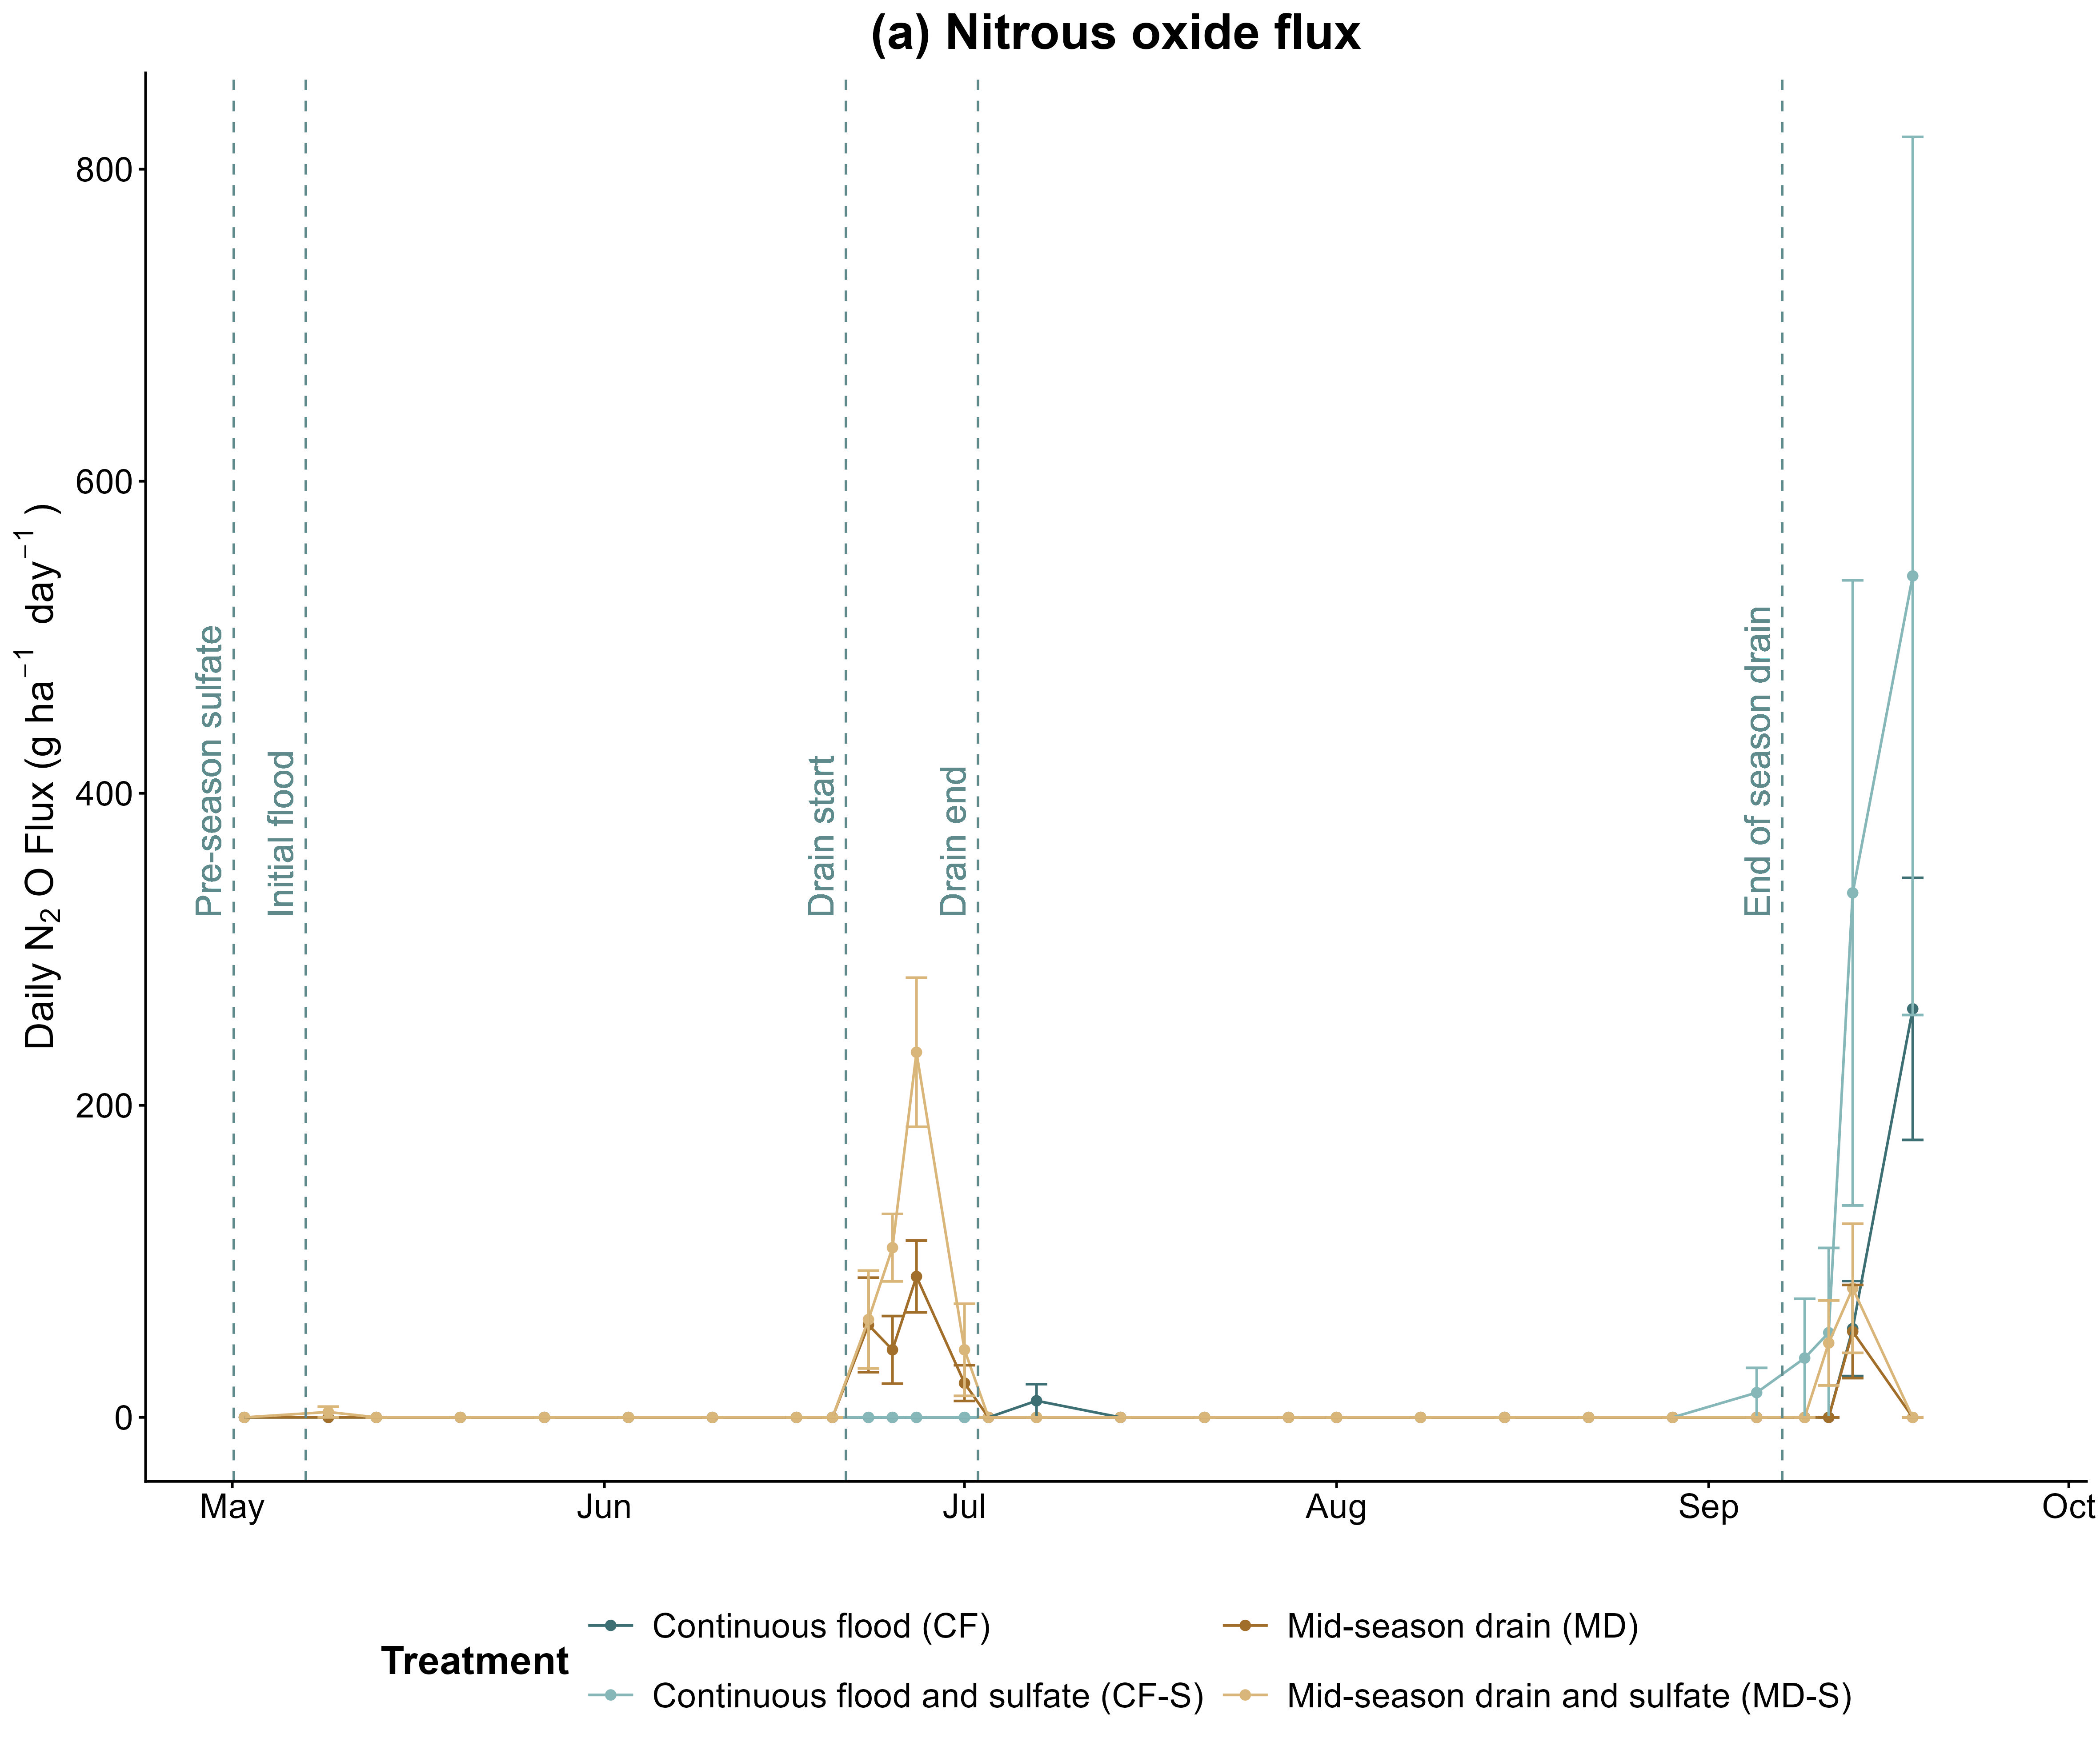 (a) Nitrous oxide flux
Daily N₂ O Flux (g ha⁻¹ day⁻¹ )
800
600
400
200
0
Pre-season sulfate
Initial flood
Drain start
Drain end
End of season drain
May
Jun
Jul
Aug
Sep
Oct
Treatment
Continuous flood (CF)
Continuous flood and sulfate (CF-S)
Mid-season drain (MD)
Mid-season drain and sulfate (MD-S)